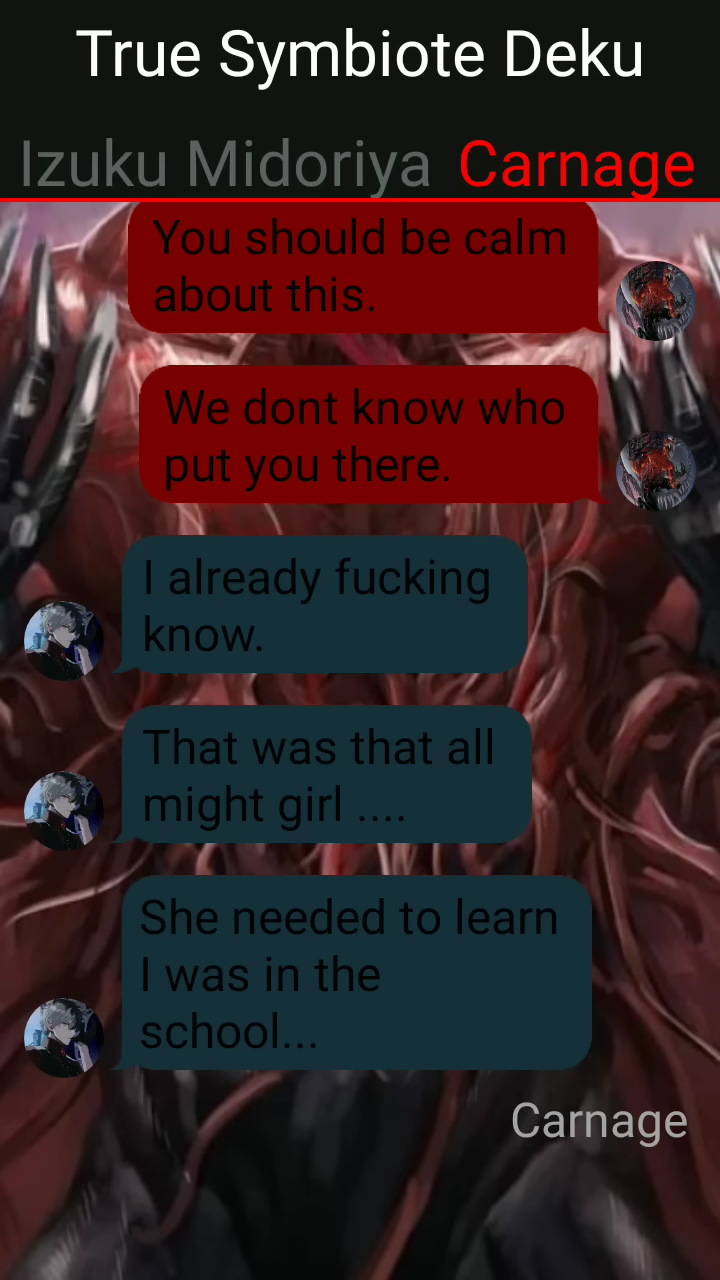 True Symbiote Deku
Izuku Midoriya Carnage
You should be calm
about this.
We dont know who
put you there.
I already fucking
know.
That was that all
might girl ....
She needed to learn
I was in the
school...
Carnage